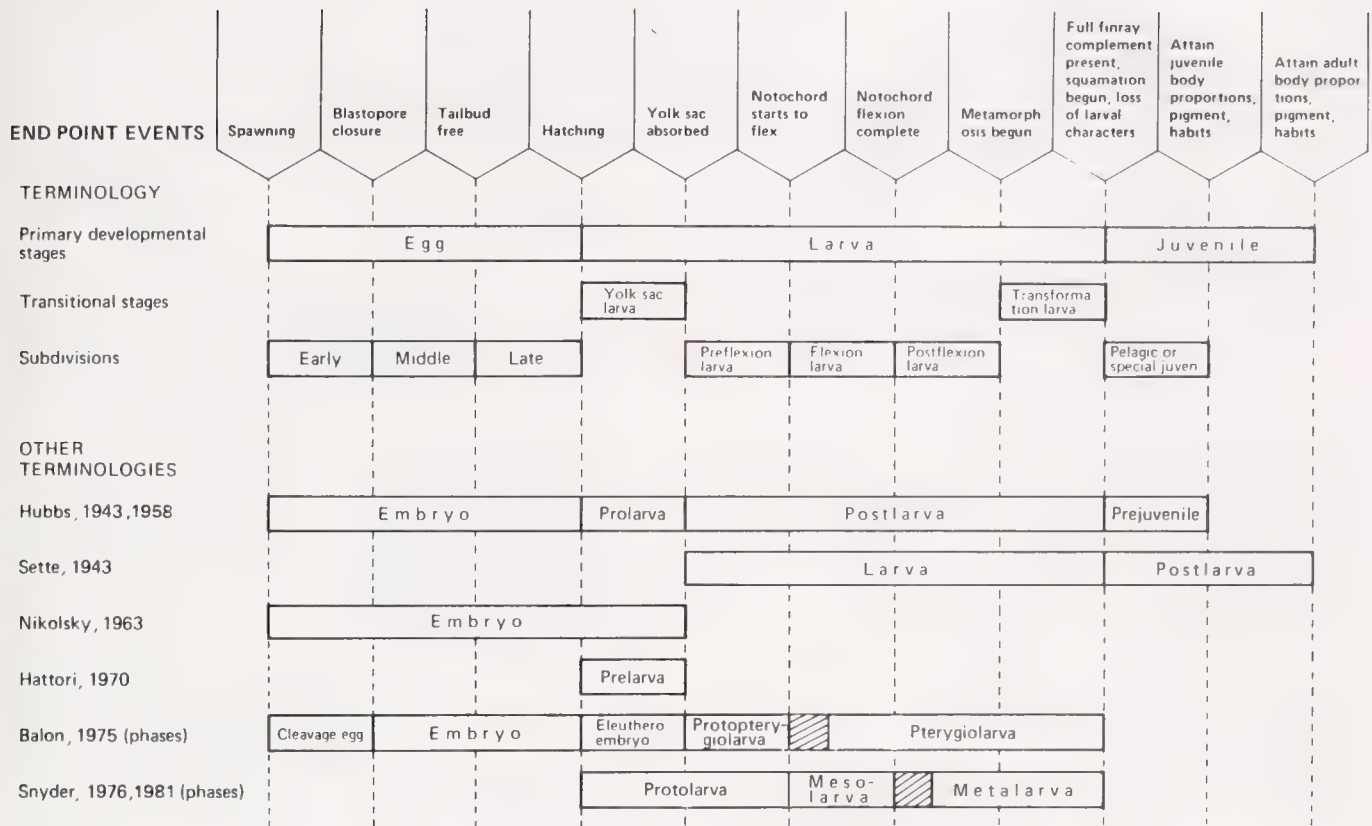 END POINT EVENTS
Spawning
Blastopore
closure
Tailbud
free
Hatching
Yolk sac
absorbed
Notochord
starts to
flex
Notochord
flexion
complete
Metamorph
osis begun
Full finray
complement
present,
squamation
begun, loss
of larval
characters
Attain
juvenile
body
proportions,
pigment,
habits
Attain adult
body propor
tions,
pigment,
habits
TERMINOLOGY
Primary developmental
stages
Egg
Larva
Juvenile
Transitional stages
Yolk sac
larva
Transforma
tion larva
Subdivisions
Early
Middle
Late
Preflexion
larva
Flexion
larva
Postflexion
larva
Pelagic or
special juven
OTHER
TERMINOLOGIES
Hubbs, 1943,1958
Embryo
Prolarva
Postlarva
Prejuvenile
Sette, 1943
Larva
Postlarva
Nikolsky, 1963
Embryo
Hattori, 1970
Prelarva
Balon, 1975 (phases)
Cleavage egg
Embryo
Eleuthero
embryo
Protoptery-
giolarva
Pterygiolarva
Snyder, 1976,1981 (phases)
Protolarva
Meso-
larva
Metalarva